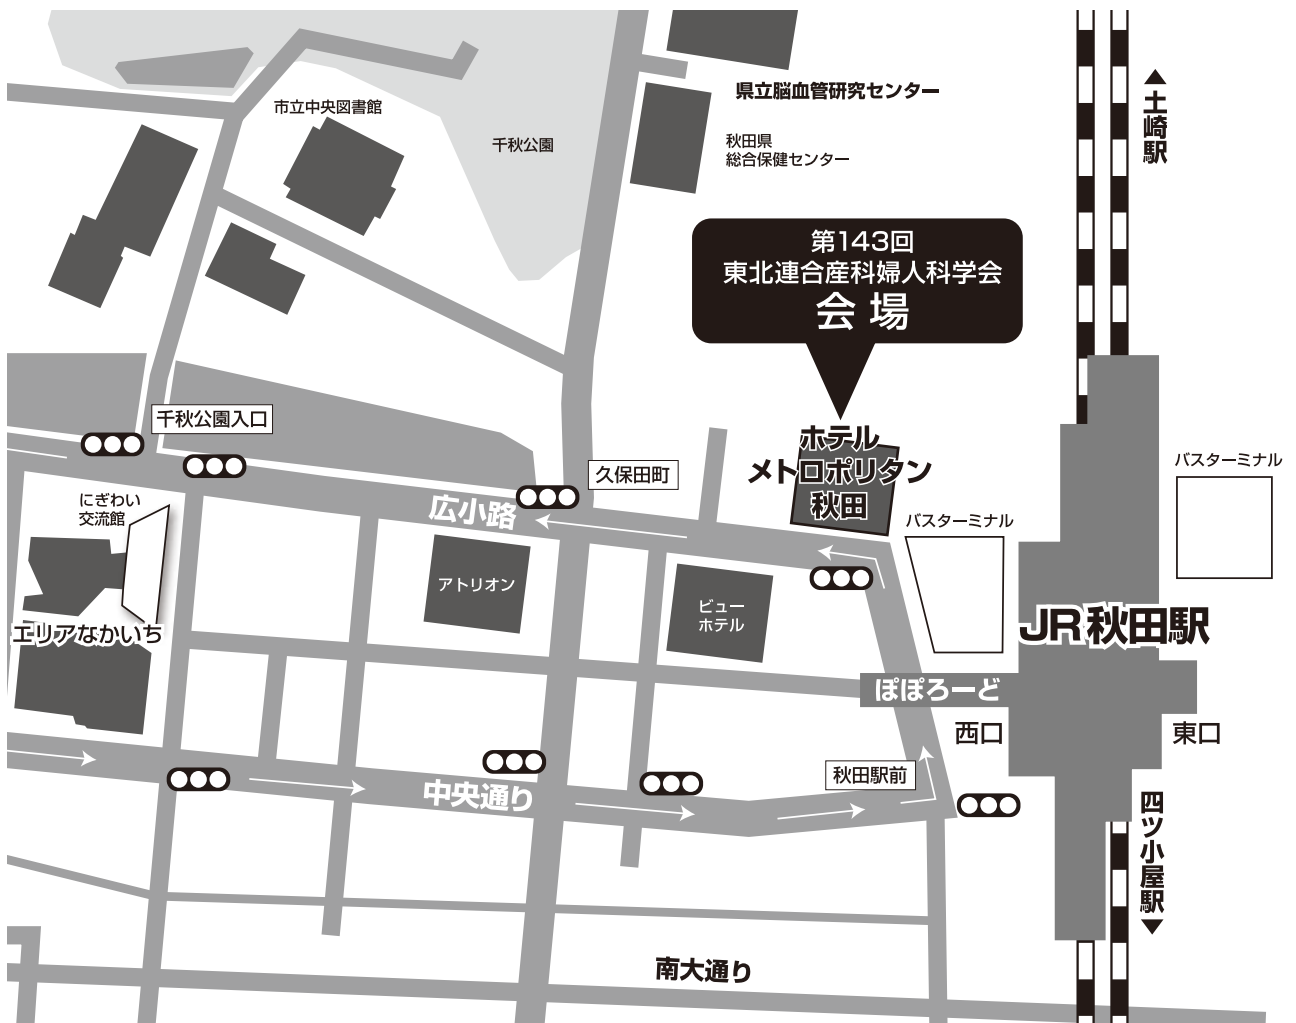 県立脳血管研究センター
▲土崎駅
市立中央図書館
千秋公園
秋田県
総合保健センター
第143回
東北連合産科婦人科学会
会 場
千秋公園入口
ホテル
メトロポリタン
秋田
久保田町
バスターミナル
にぎわい
交流館
広小路
バスターミナル
アトリオン
ビュー
ホテル
エリアなかいち
JR秋田駅
ぽぽろーど
西口
東口
秋田駅前
中央通り
四ツ小屋駅▼
南大通り